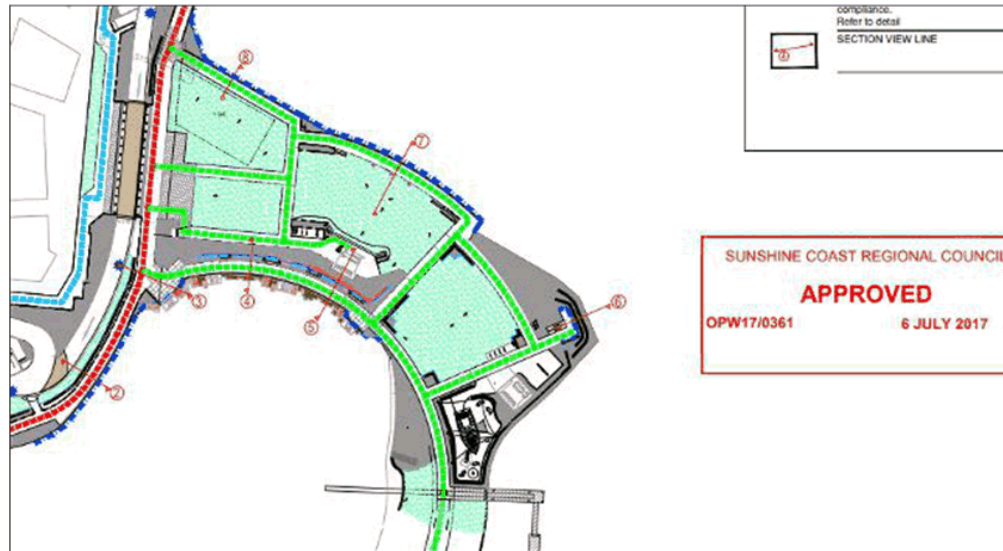 compliance.
Refer to detail
SECTION VIEW LINE
⑧
⑦
SUNSHINE COAST REGIONAL COUNCIL
APPROVED
OPW17/0361 6 JULY 2017
⑥
③
④
⑤
②